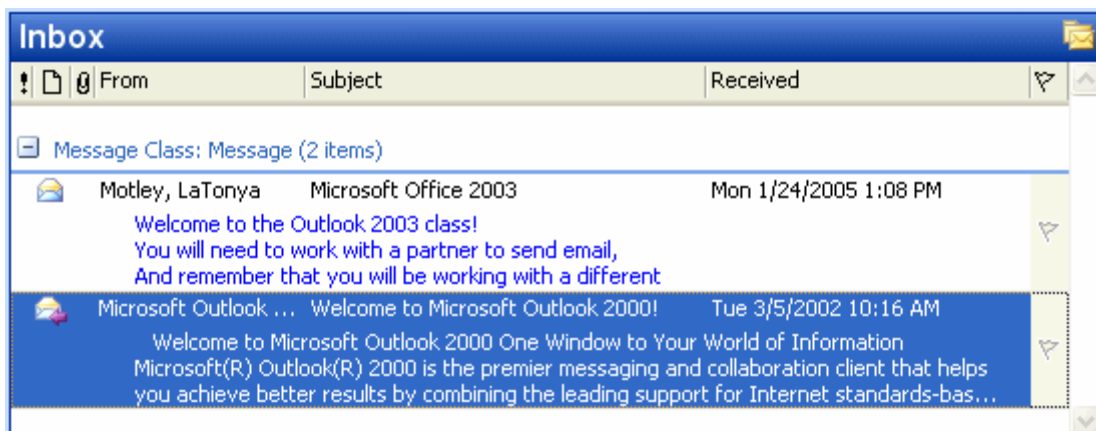 Inbox
! From Subject Received
Message Class: Message (2 items)
Motley, LaTonya Microsoft Office 2003 Mon 1/24/2005 1:08 PM
Welcome to the Outlook 2003 class!
You will need to work with a partner to send email,
And remember that you will be working with a different
Microsoft Outlook ... Welcome to Microsoft Outlook 2000! Tue 3/5/2002 10:16 AM
Welcome to Microsoft Outlook 2000 One Window to Your World of Information
Microsoft(R) Outlook(R) 2000 is the premier messaging and collaboration client that helps
you achieve better results by combining the leading support for Internet standards-bas...